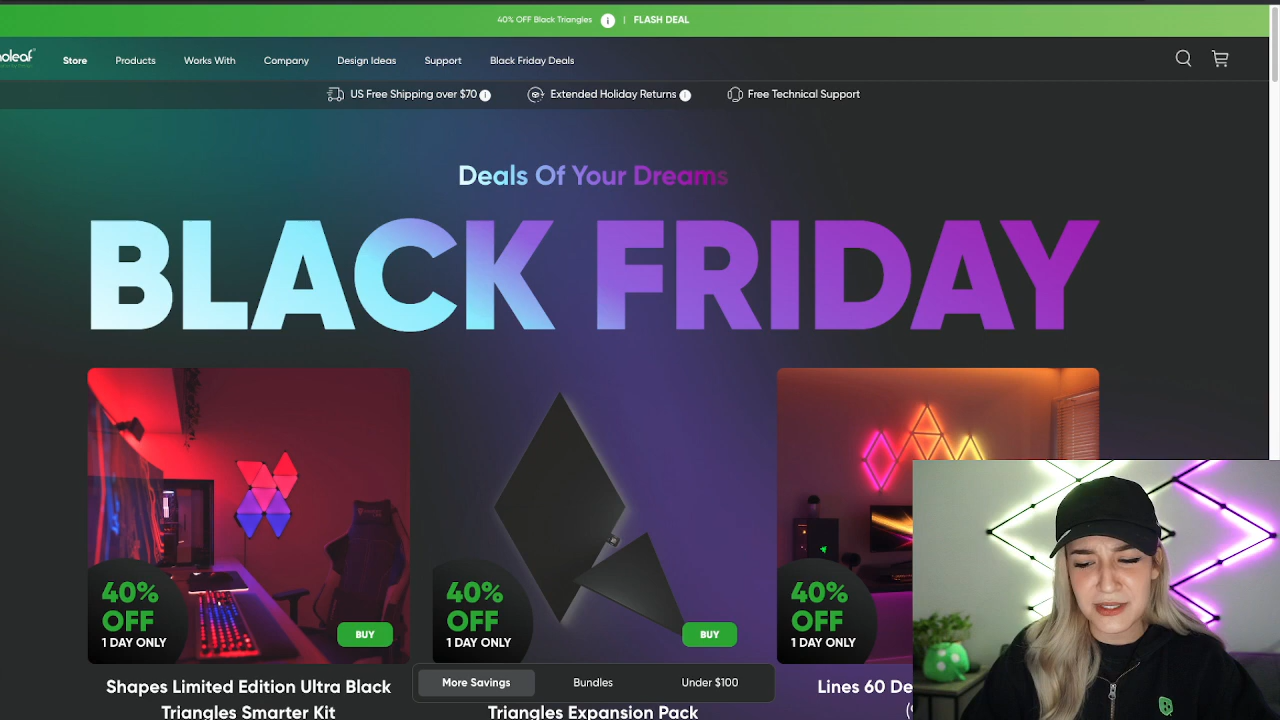 40% OFF Black Triangles i | FLASH DEAL
noleaf
Store Products Works With Company Design Ideas Support Black Friday Deals
US Free Shipping over $70 i Extended Holiday Returns i Free Technical Support
Deals Of Your Dreams
BLACK FRIDAY
40%
OFF
1 DAY ONLY
BUY
40%
OFF
1 DAY ONLY
BUY
40%
OFF
1 DAY ONLY
More Savings Bundles Under $100
Shapes Limited Edition Ultra Black
Triangles Smarter Kit
Triangles Expansion Pack
Lines 60 De